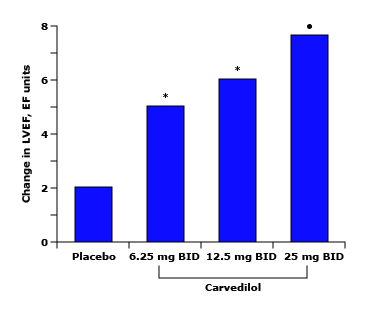 Change in LVEF, EF units
8
6
4
2
0
*
*
•
Placebo
6.25 mg BID
12.5 mg BID
25 mg BID
Carvedilol